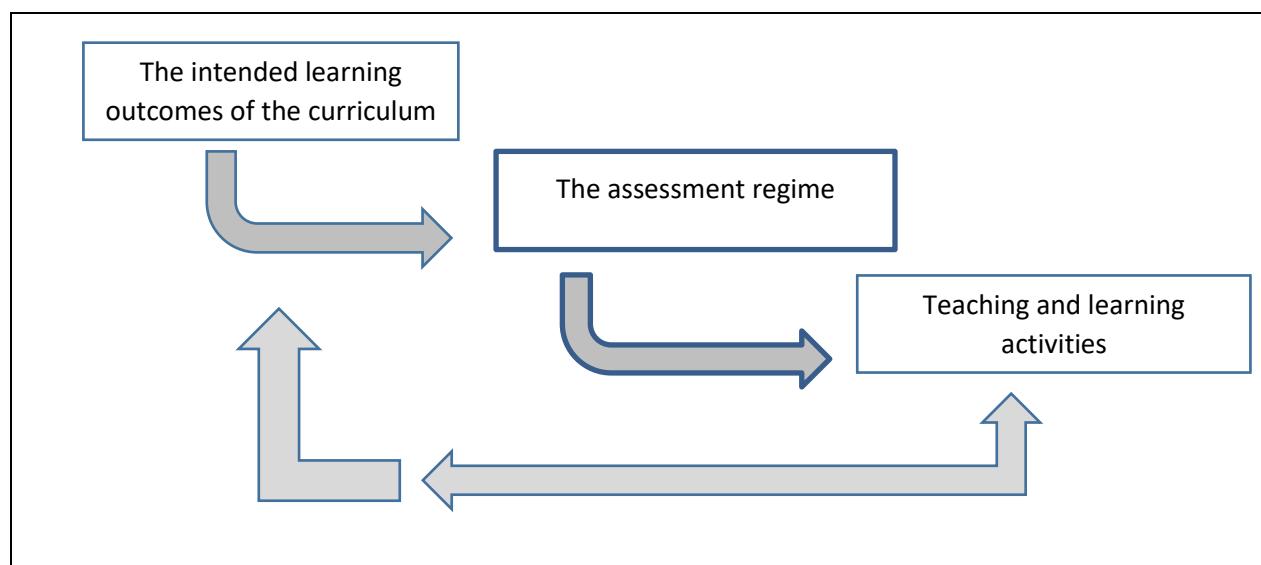 The intended learning
outcomes of the curriculum
The assessment regime
Teaching and learning
activities